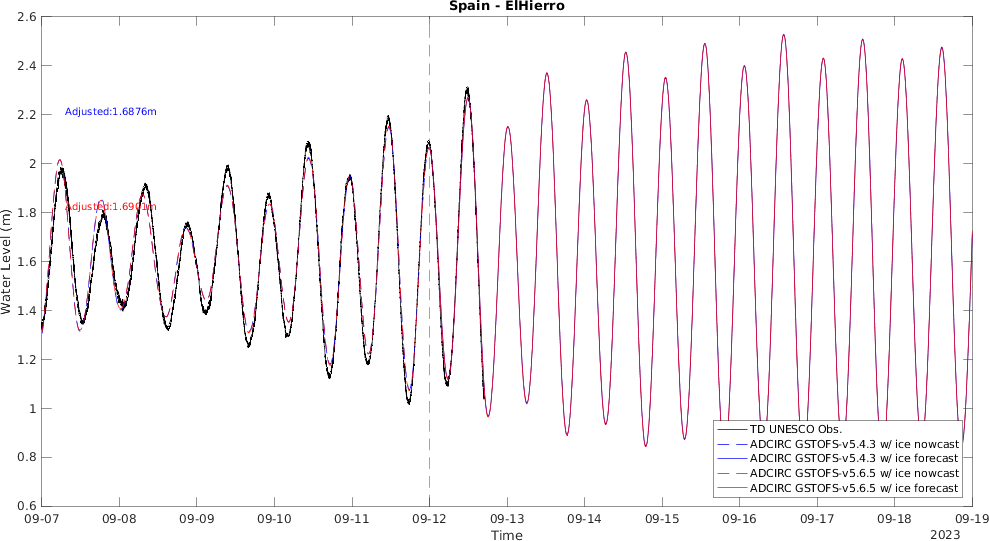 Spain - ElHierro
2.6
2.4
2.2
2
1.8
1.6
1.4
1.2
1
0.8
0.6
Water Level (m)
Adjusted:1.6876m
Adjusted:1.6901m
TD UNESCO Obs.
ADCIRC GSTOFS-v5.4.3 w/ ice nowcast
ADCIRC GSTOFS-v5.4.3 w/ ice forecast
ADCIRC GSTOFS-v5.6.5 w/ ice nowcast
ADCIRC GSTOFS-v5.6.5 w/ ice forecast
09-07 09-08 09-09 09-10 09-11 09-12 09-13 09-14 09-15 09-16 09-17 09-18 09-19
Time
2023